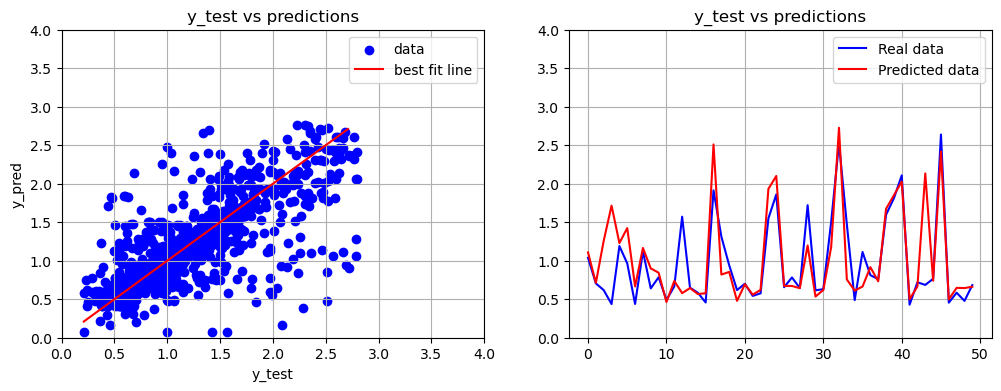 y_test vs predictions
4.0
3.5
3.0
2.5
2.0
1.5
1.0
0.5
0.0
y_pred
data
best fit line
0.0 0.5 1.0 1.5 2.0 2.5 3.0 3.5 4.0
y_test
y_test vs predictions
4.0
3.5
3.0
2.5
2.0
1.5
1.0
0.5
0.0
Real data
Predicted data
0 10 20 30 40 50